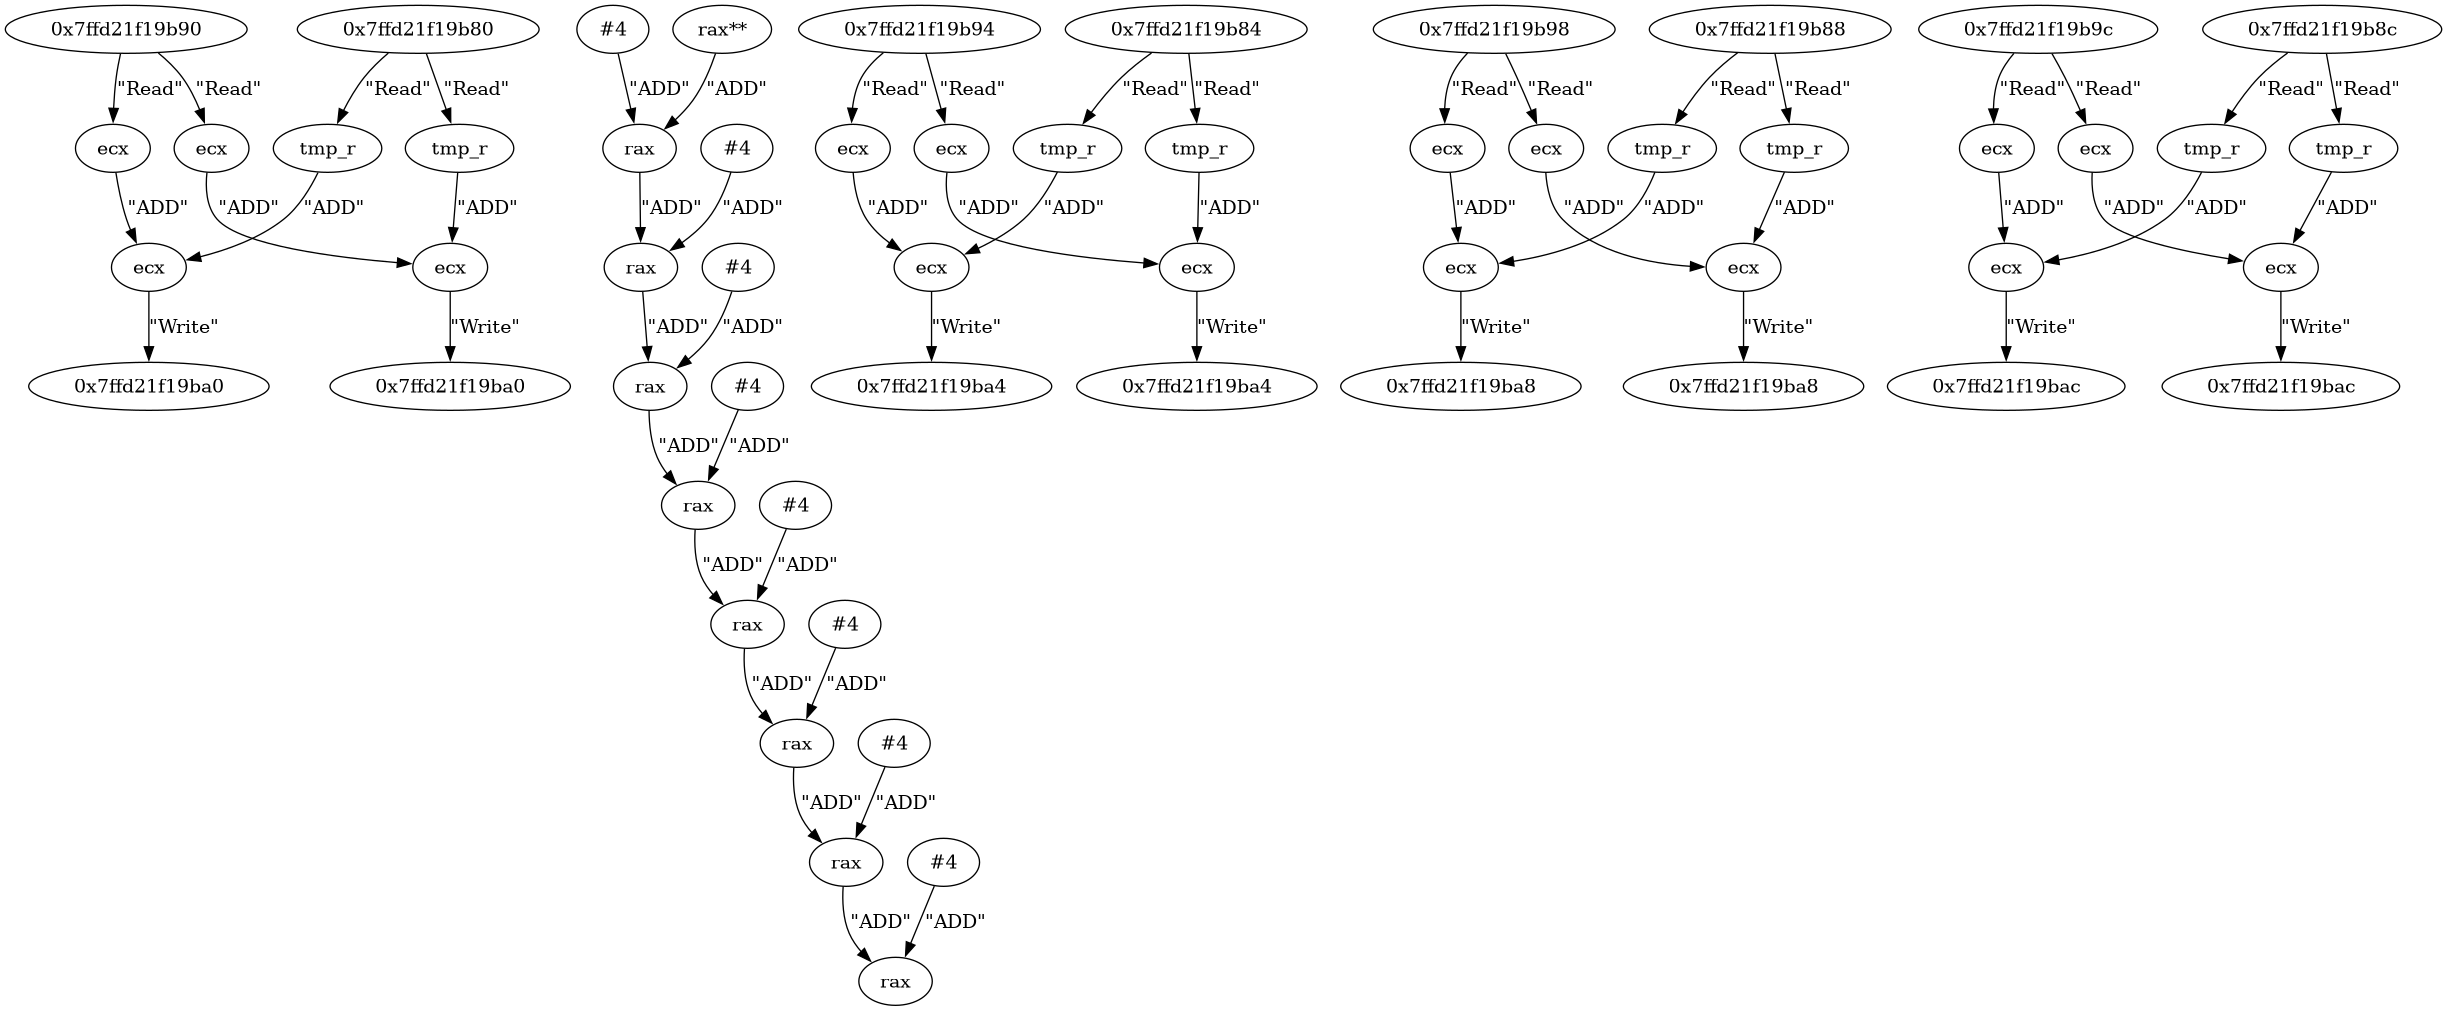 0x7ffd21f19b90 0x7ffd21f19b80 #4 rax** 0x7ffd21f19b94 0x7ffd21f19b84 0x7ffd21f19b98 0x7ffd21f19b88 0x7ffd21f19b9c 0x7ffd21f19b8c
"Read" "Read" "Read" "Read" "ADD" "ADD" "Read" "Read" "Read" "Read" "Read" "Read" "Read" "Read" "Read" "Read" "Read" "Read"
ecx ecx tmp_r tmp_r rax #4 ecx ecx tmp_r tmp_r ecx ecx tmp_r tmp_r ecx ecx tmp_r tmp_r
"ADD" "ADD" "ADD" "ADD" "ADD" "ADD" "ADD" "ADD" "ADD" "ADD" "ADD" "ADD" "ADD" "ADD" "ADD" "ADD" "ADD" "ADD"
ecx ecx rax #4 ecx ecx ecx ecx ecx ecx
"Write" "Write" "ADD" "ADD" "Write" "Write" "Write" "Write" "Write" "Write"
0x7ffd21f19ba0 0x7ffd21f19ba0 rax #4 0x7ffd21f19ba4 0x7ffd21f19ba4 0x7ffd21f19ba8 0x7ffd21f19ba8 0x7ffd21f19bac 0x7ffd21f19bac
"ADD" "ADD"
rax #4
"ADD" "ADD"
rax #4
"ADD" "ADD"
rax #4
"ADD" "ADD"
rax #4
"ADD" "ADD"
rax